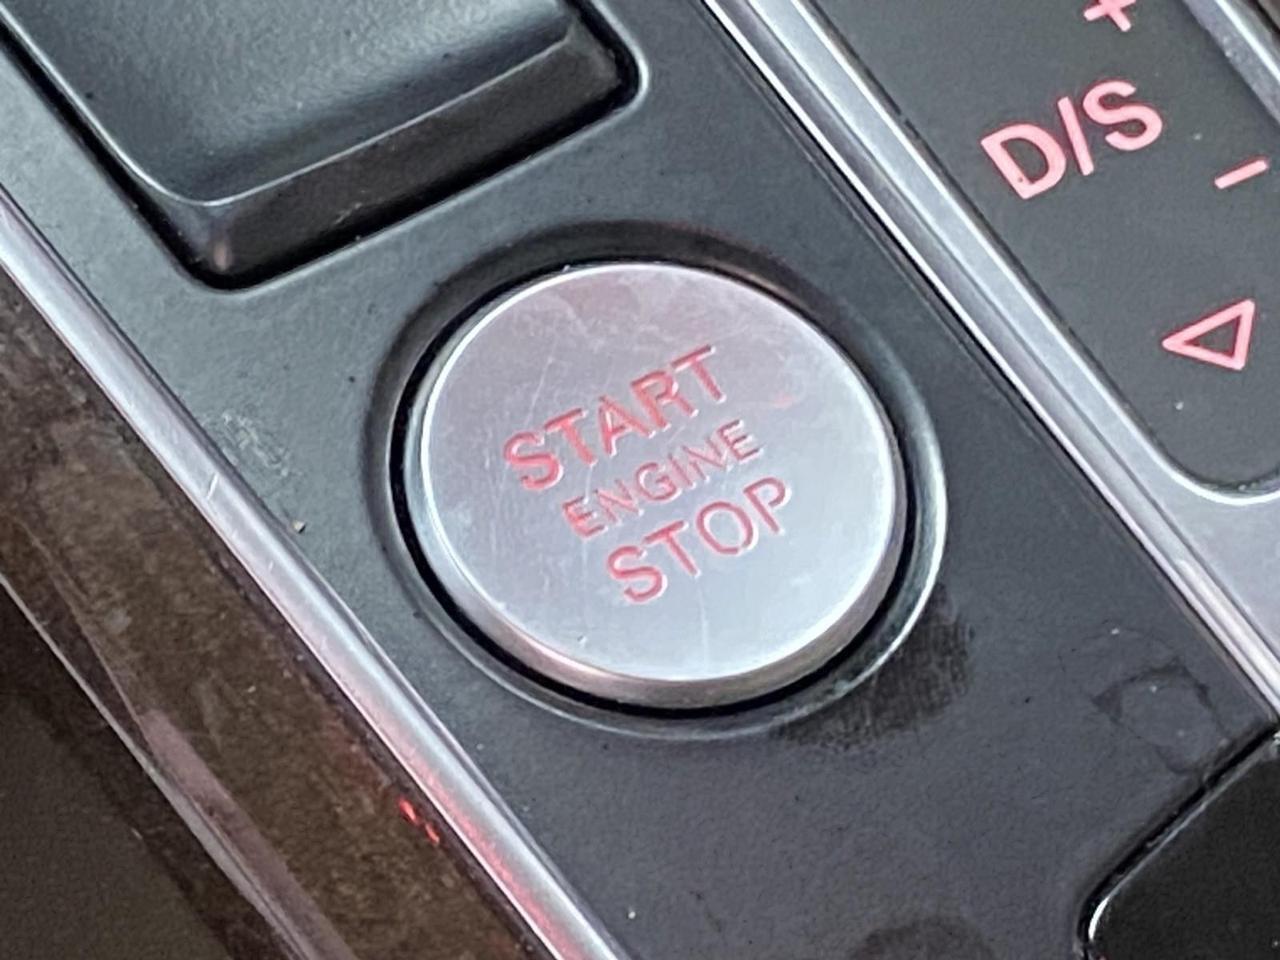 +
D/S
−
START
ENGINE
STOP